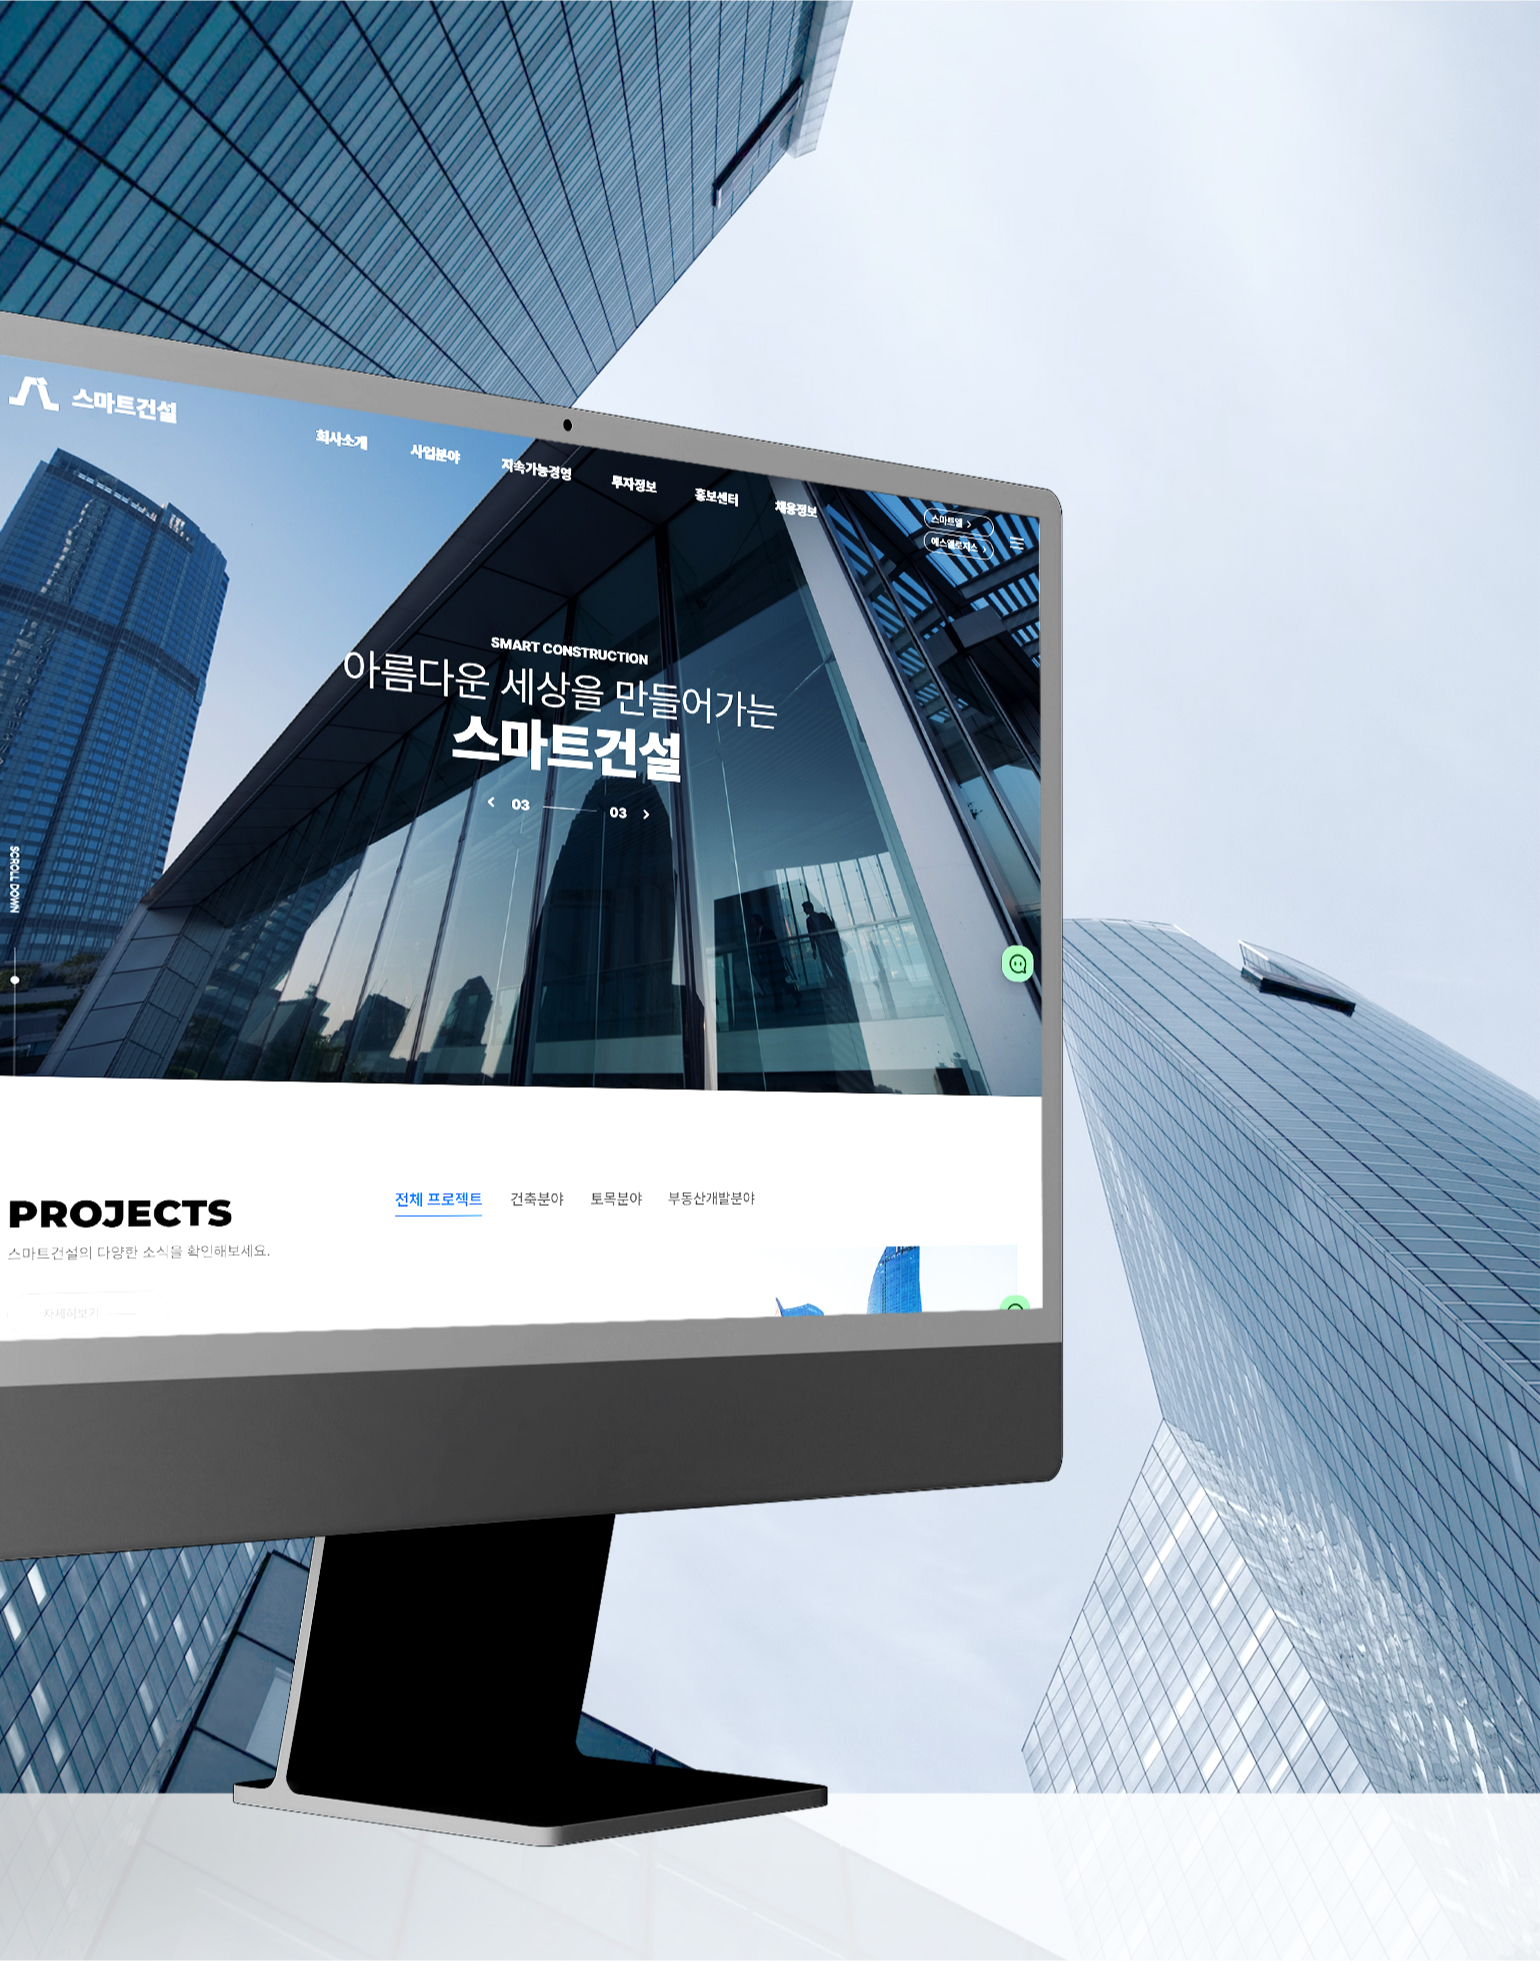 스마트건설
회사소개 사업분야 지속가능경영 투자정보 홍보센터 채용정보
스마트엘
에스엘로지스
SMART CONSTRUCTION
아름다운 세상을 만들어가는
스마트건설
03 03
SCROLL DOWN
PROJECTS
전체 프로젝트 건축분야 토목분야 부동산개발분야
스마트건설의 다양한 소식을 확인해보세요.
자세히보기